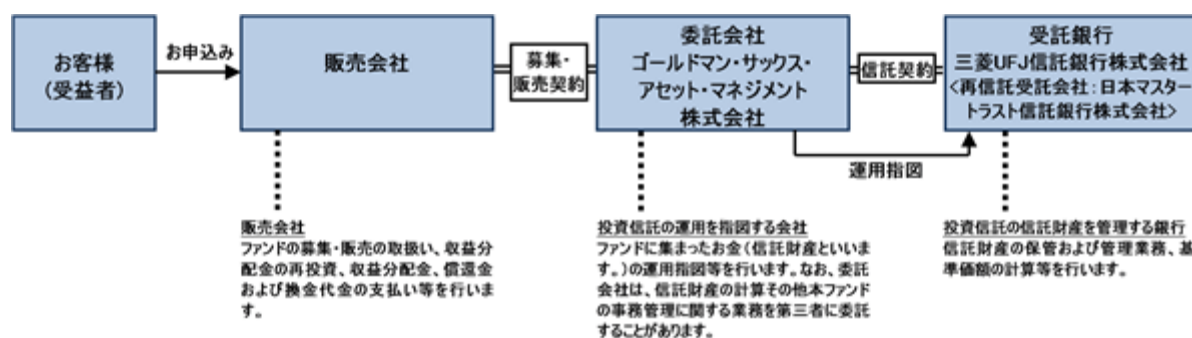 お客様
(受益者)
お申込み
販売会社
募集・
販売契約
委託会社
ゴールドマン・サックス・
アセット・マネジメント
株式会社
信託契約
受託銀行
三菱UFJ信託銀行株式会社
<再信託受託会社:日本マスター
トラスト信託銀行株式会社>
運用指図
販売会社
ファンドの募集・販売の取扱い、収益分
配金の再投資、収益分配金、償還金
および換金代金の支払い等を行いま
す。
投資信託の運用を指図する会社
ファンドに集まったお金(信託財産といいま
す。)の運用指図等を行います。なお、委託
会社は、信託財産の計算その他本ファンド
の事務管理に関する業務を第三者に委託
することがあります。
投資信託の信託財産を管理する銀行
信託財産の保管および管理業務、基
準価額の計算等を行います。